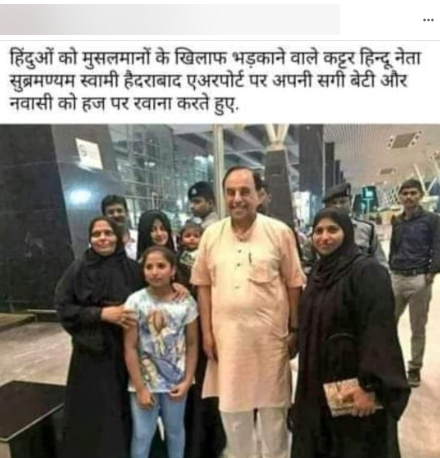 हिंदुओं को मुसलमानों के खिलाफ भड़काने वाले कट्टर हिन्दू नेता
सुब्रमण्यम स्वामी हैदराबाद एअरपोर्ट पर अपनी सगी बेटी और
नवासी को हज पर रवाना करते हुए.